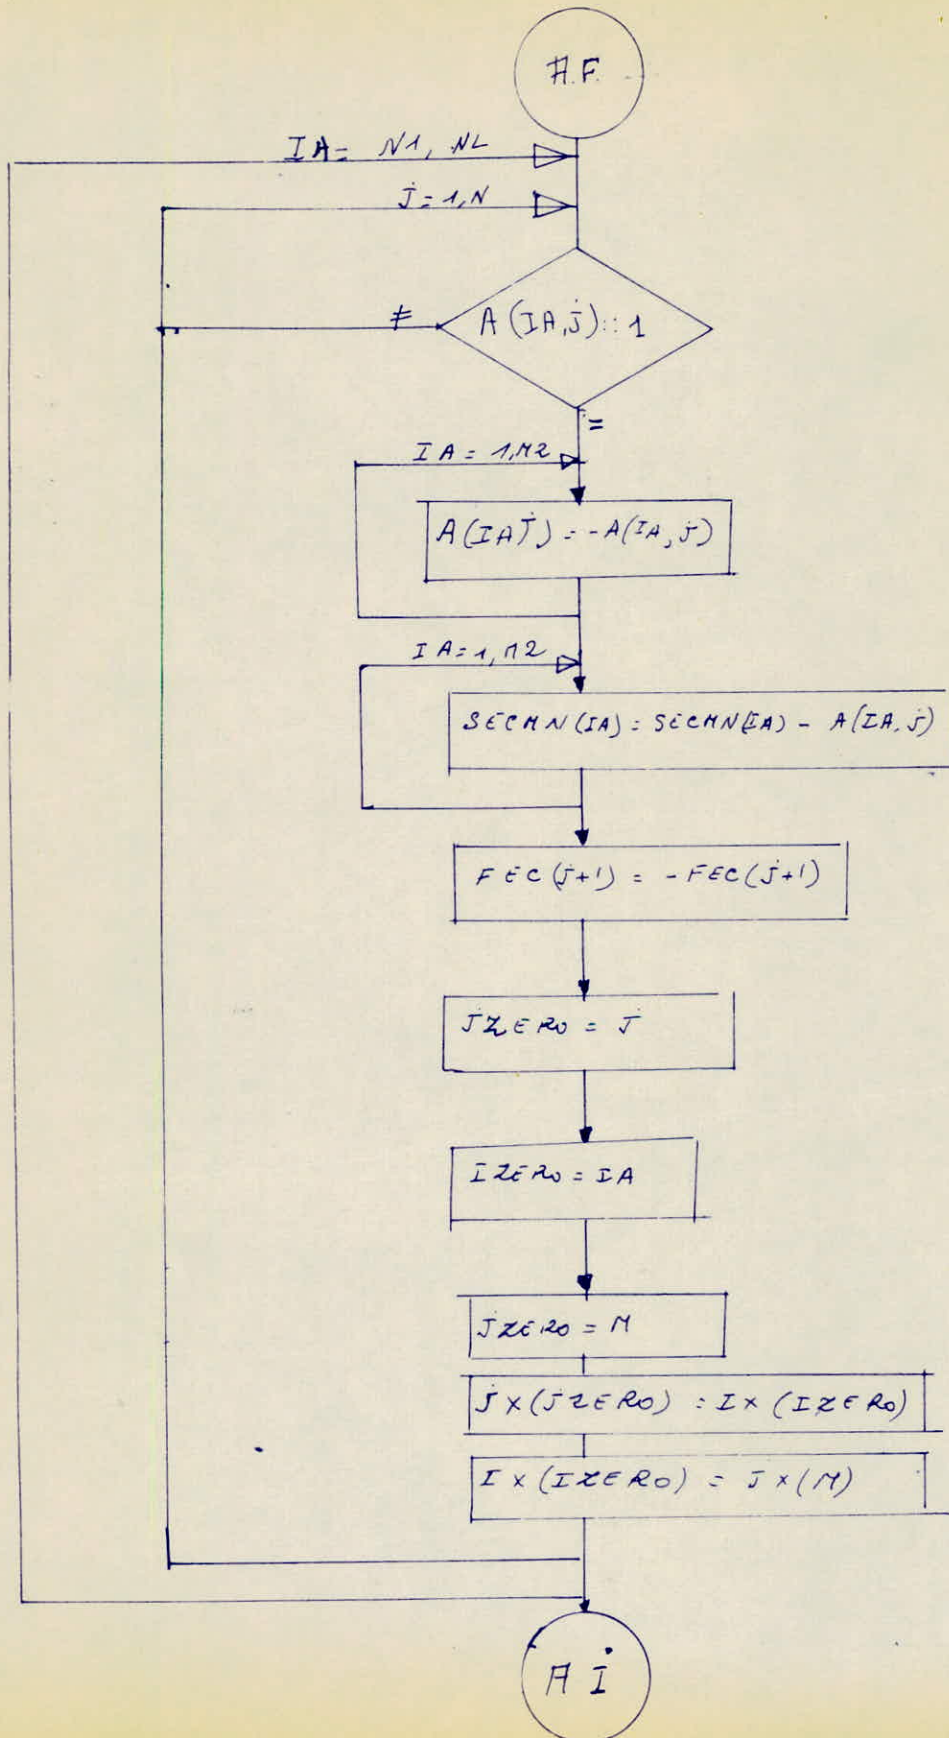 A.F.
IA = N1, NL
J = 1, N
≠ A(IA,J)::1
=
IA = 1,M2
A(IAJ) = -A(IA,J)
IA = 1,M2
SECMN(IA) = SECMN(IA) - A(IA,J)
FEC(J+1) = -FEC(J+1)
JZERO = J
IZERO = IA
JZERO = M
JX(JZERO) = IX(IZERO)
IX(IZERO) = JX(M)
A I